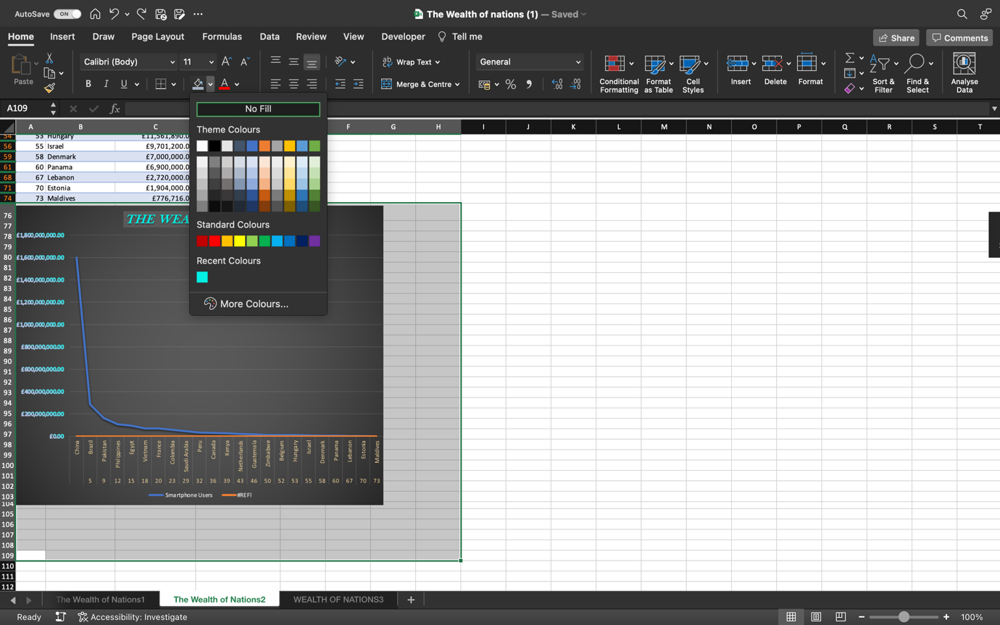 AutoSave ON
The Wealth of nations (1) — Saved
Home Insert Draw Page Layout Formulas Data Review View Developer Tell me
Share Comments
Paste
Calibri (Body) 11
B I U A
Wrap Text
Merge & Centre
General
Conditional Formatting
Format as Table
Cell Styles
Insert Delete Format
Sort & Filter
Find & Select
Analyse Data
A109 fx
No Fill
Theme Colours
Standard Colours
Recent Colours
More Colours...
A B C F G H I J K L M N O P Q R S T
54 53 Hungary £11,561,890.0
56 55 Israel £9,701,200.0
59 58 Denmark £7,000,000.0
61 60 Panama £6,900,000.0
68 67 Lebanon £2,720,000.0
71 70 Estonia £1,904,000.0
74 73 Maldives £776,716.0
76
77
78
79
80
81
82
83
84
85
86
87
88
89
90
91
92
93
94
95
96
97
98
99
100
101
102
103
104
105
106
107
108
109
110
111
112
THE WEA
£1,800,000,000.00
£1,600,000,000.00
£1,400,000,000.00
£1,200,000,000.00
£1,000,000,000.00
£800,000,000.00
£600,000,000.00
£400,000,000.00
£200,000,000.00
£0.00
China Brazil Pakistan Philippines Egypt Vietnam France Colombia Saudi Arabia Peru Canada Kenya Netherlands Guatemala Zimbabwe Belgium Hungary Israel Denmark Panama Lebanon Estonia Maldives
5 9 12 15 18 20 23 29 32 36 39 43 46 50 52 53 55 58 60 67 70 73
Smartphone Users #REF!
The Wealth of Nations1 The Wealth of Nations2 WEALTH OF NATIONS3 +
Ready Accessibility: Investigate 100%